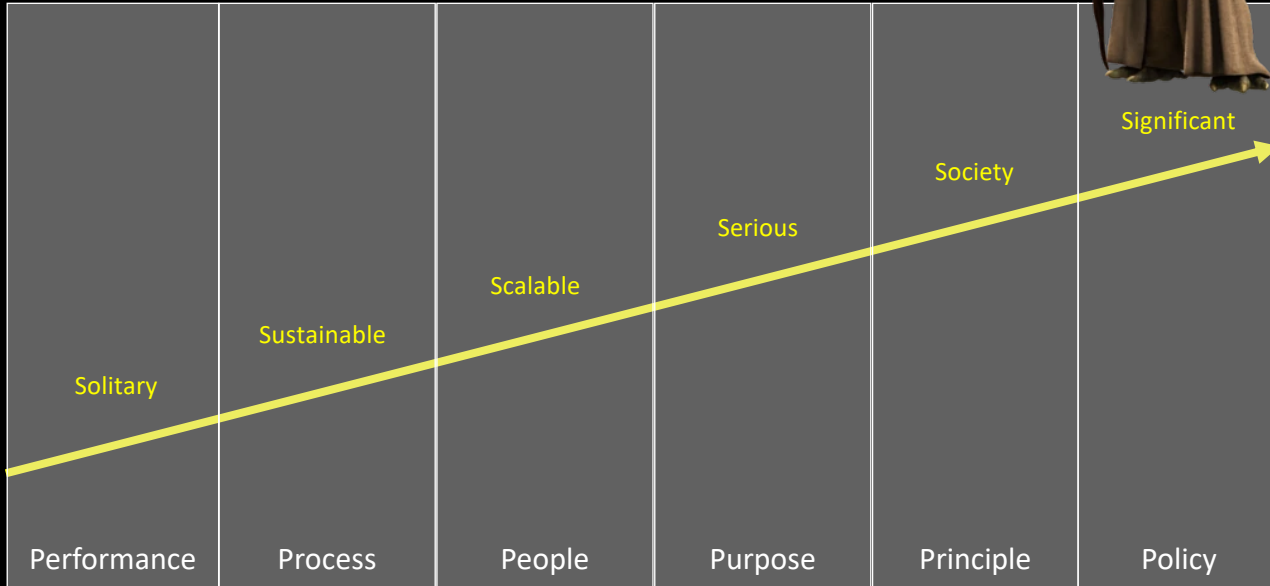 Significant
Society
Serious
Scalable
Sustainable
Solitary
Performance Process People Purpose Principle Policy